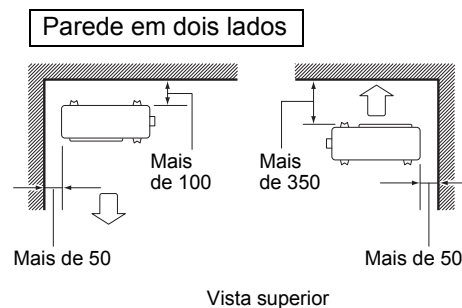 Parede em dois lados
Mais
de 100
Mais
de 350
Mais de 50
Mais de 50
Vista superior